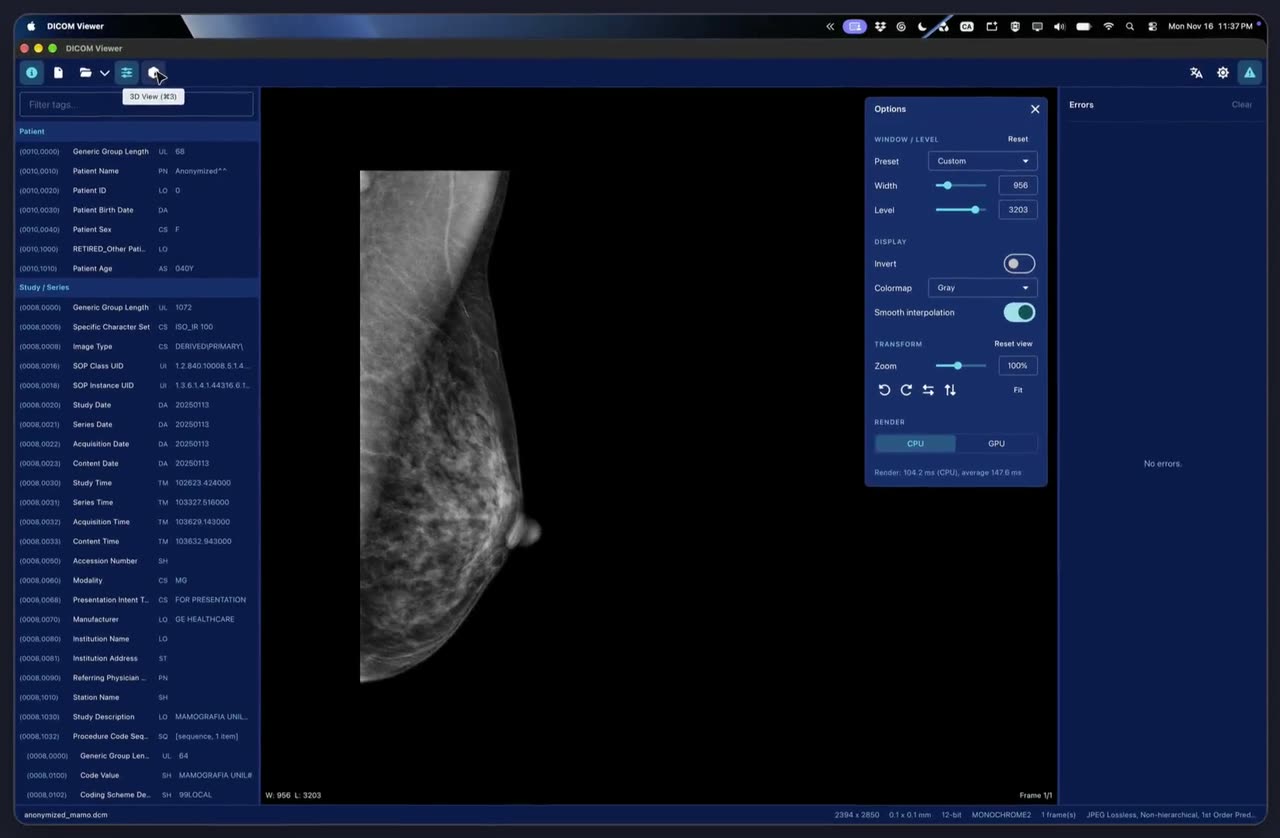 DICOM Viewer
CA
Mon Nov 16 11:37 PM
DICOM Viewer
3D View (⌘3)
Filter tags...
Patient
(0010,0000) Generic Group Length UL 68
(0010,0010) Patient Name PN Anonymized^^
(0010,0020) Patient ID LO 0
(0010,0030) Patient Birth Date DA
(0010,0040) Patient Sex CS F
(0010,1000) RETIRED_Other Pati.. LO
(0010,1010) Patient Age AS 040Y
Study / Series
(0008,0000) Generic Group Length UL 1072
(0008,0005) Specific Character Set CS ISO_IR 100
(0008,0008) Image Type CS DERIVED\PRIMARY\
(0008,0016) SOP Class UID UI 1.2.840.10008.5.1.4...
(0008,0018) SOP Instance UID UI 1.3.6.1.4.1.44316.6.1...
(0008,0020) Study Date DA 20250113
(0008,0021) Series Date DA 20250113
(0008,0022) Acquisition Date DA 20250113
(0008,0023) Content Date DA 20250113
(0008,0030) Study Time TM 102623.424000
(0008,0031) Series Time TM 103327.516000
(0008,0032) Acquisition Time TM 103629.143000
(0008,0033) Content Time TM 103632.943000
(0008,0050) Accession Number SH
(0008,0060) Modality CS MG
(0008,0068) Presentation Intent T.. CS FOR PRESENTATION
(0008,0070) Manufacturer LO GE HEALTHCARE
(0008,0080) Institution Name LO
(0008,0081) Institution Address ST
(0008,0090) Referring Physician .. PN
(0008,1010) Station Name SH
(0008,1030) Study Description LO MAMOGRAFIA UNIL...
(0008,1032) Procedure Code Seq.. SQ [sequence, 1 item]
(0008,0000) Generic Group Len.. UL 64
(0008,0100) Code Value SH MAMOGRAFIA UNIL#
(0008,0102) Coding Scheme De.. SH 99LOCAL
W: 956 L: 3203
Frame 1/1
Options
WINDOW / LEVEL Reset
Preset Custom
Width 956
Level 3203
DISPLAY
Invert
Colormap Gray
Smooth interpolation
TRANSFORM Reset view
Zoom 100%
Fit
RENDER
CPU GPU
Render: 104.2 ms (CPU), average 147.6 ms
Errors Clear
No errors.
anonymized_mamo.dcm
2394 x 2850 0.1 x 0.1 mm 12-bit MONOCHROME2 1 frame(s) JPEG Lossless, Non-hierarchical, 1st Order Pred...